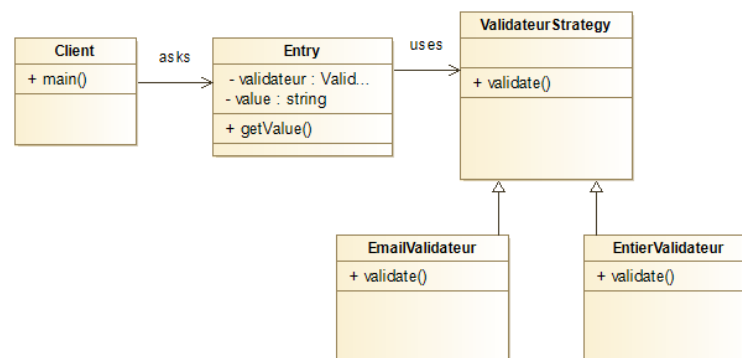 Client
+ main()
asks
Entry
- validateur : Valid...
- value : string
+ getValue()
uses
ValidateurStrategy
+ validate()
EmailValidateur
+ validate()
EntierValidateur
+ validate()